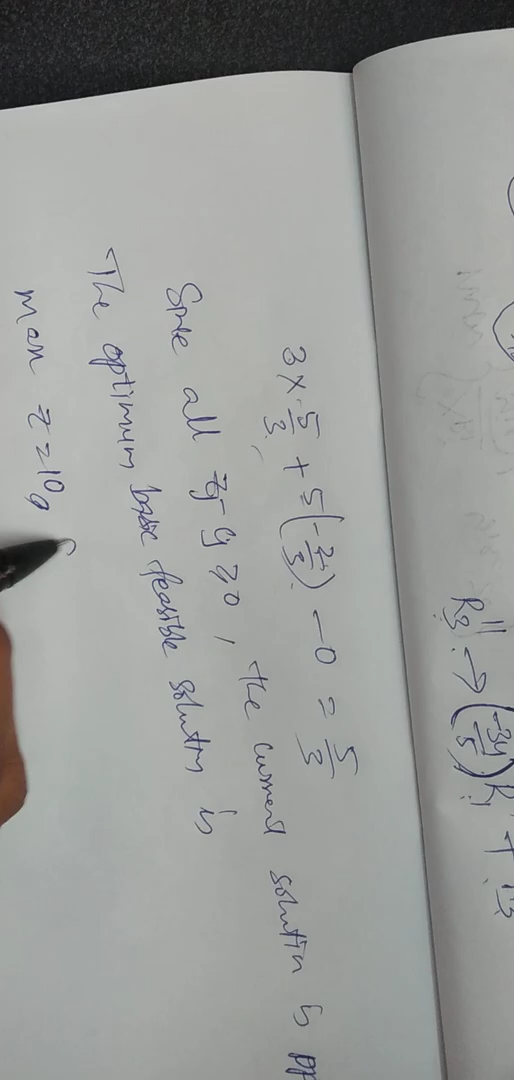 R₃'' → (-34/5) R₁' + 13
3 × 5/3 + 5(-2/3) - 0 = 5/3
Since all Zj - Cj ≥ 0, the current solution is
The optimum basic feasible solution is
max Z = 10,